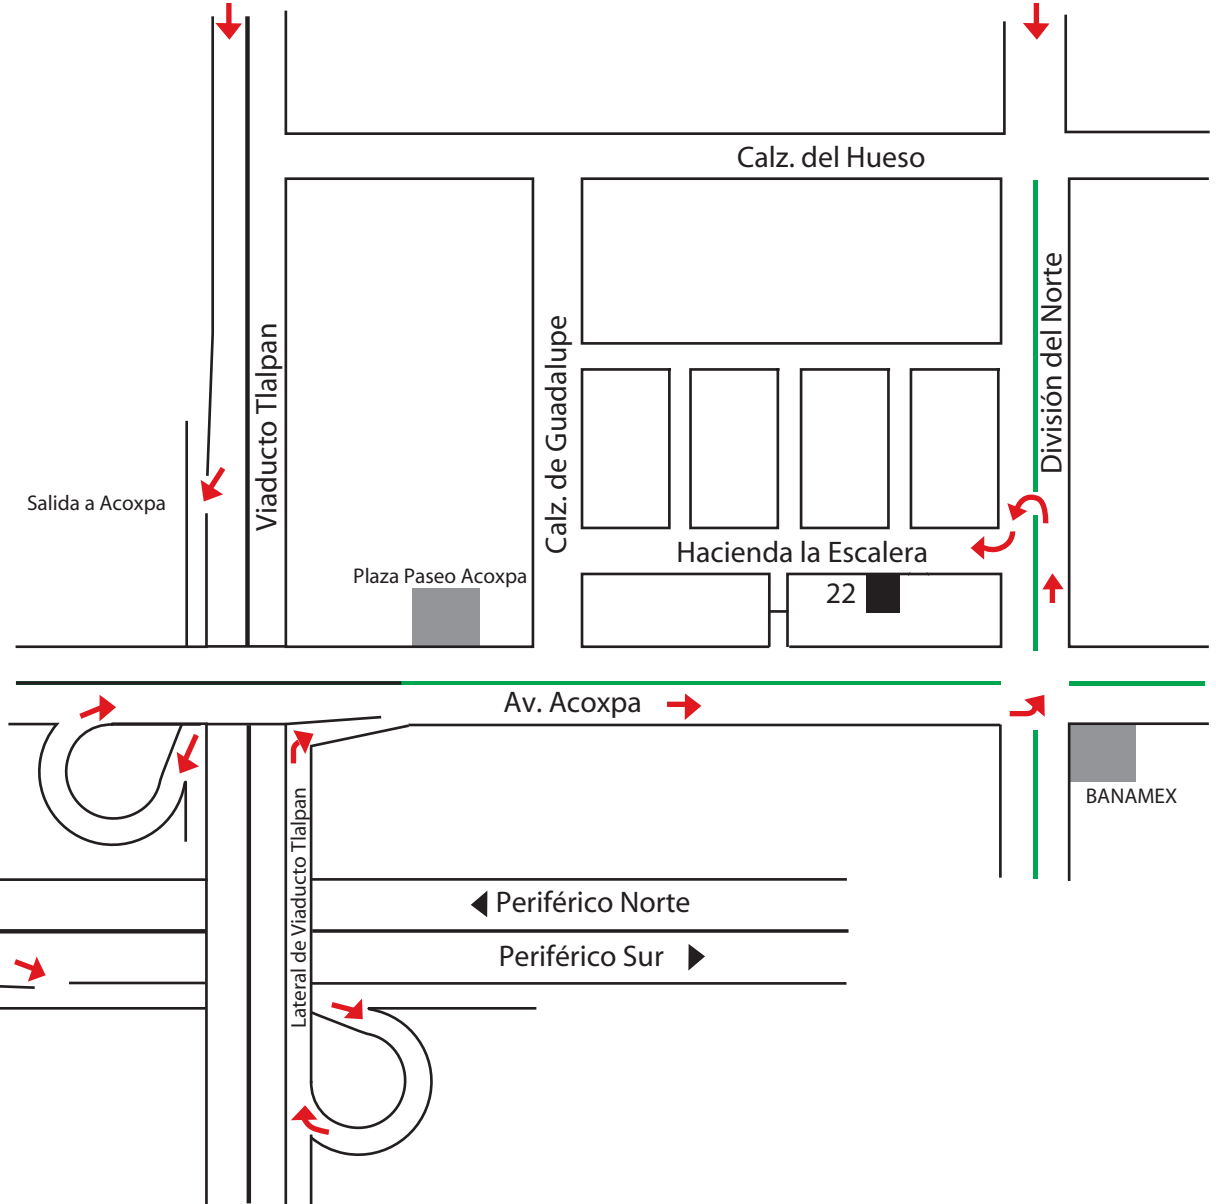 Calz. del Hueso
División del Norte
Viaducto Tlalpan
Calz. de Guadalupe
Salida a Acoxpa
Hacienda la Escalera
Plaza Paseo Acoxpa
22
Av. Acoxpa
BANAMEX
Lateral de Viaducto Tlalpan
Periférico Norte
Periférico Sur